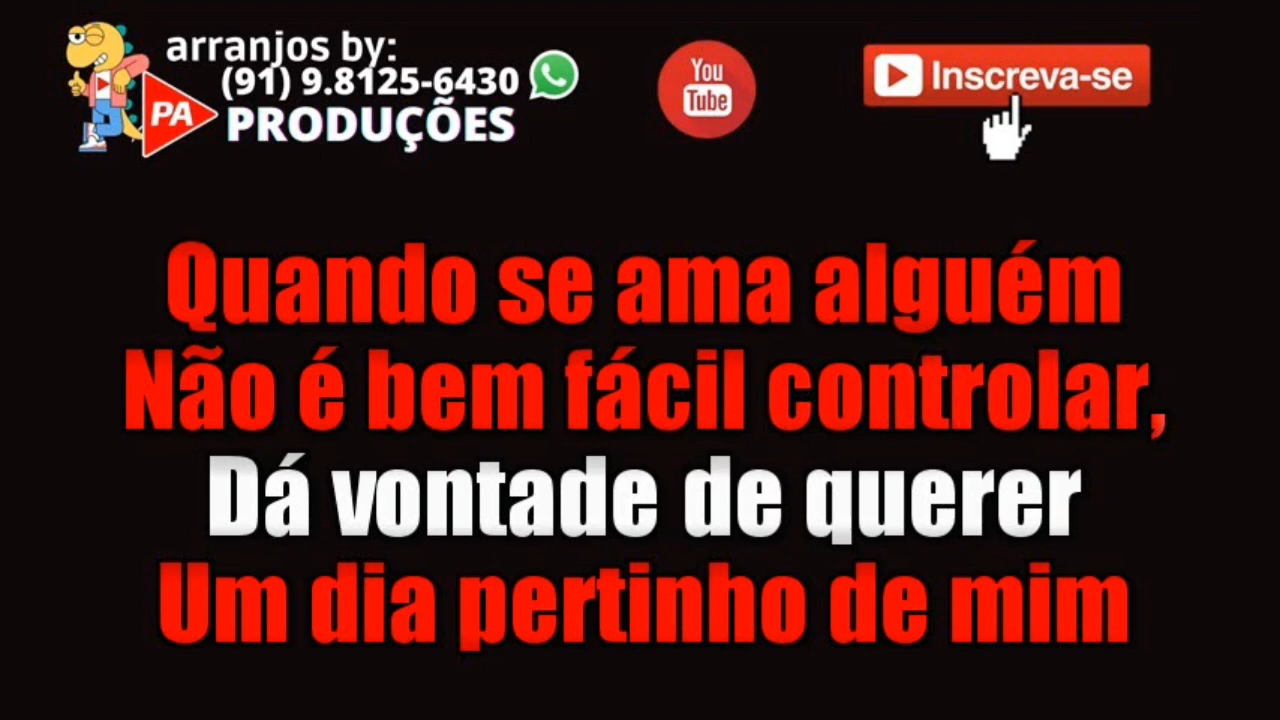 arranjos by:
(91) 9.8125-6430
PA PRODUÇÕES
You
Tube
Inscreva-se
Quando se ama alguém
Não é bem fácil controlar,
Dá vontade de querer
Um dia pertinho de mim